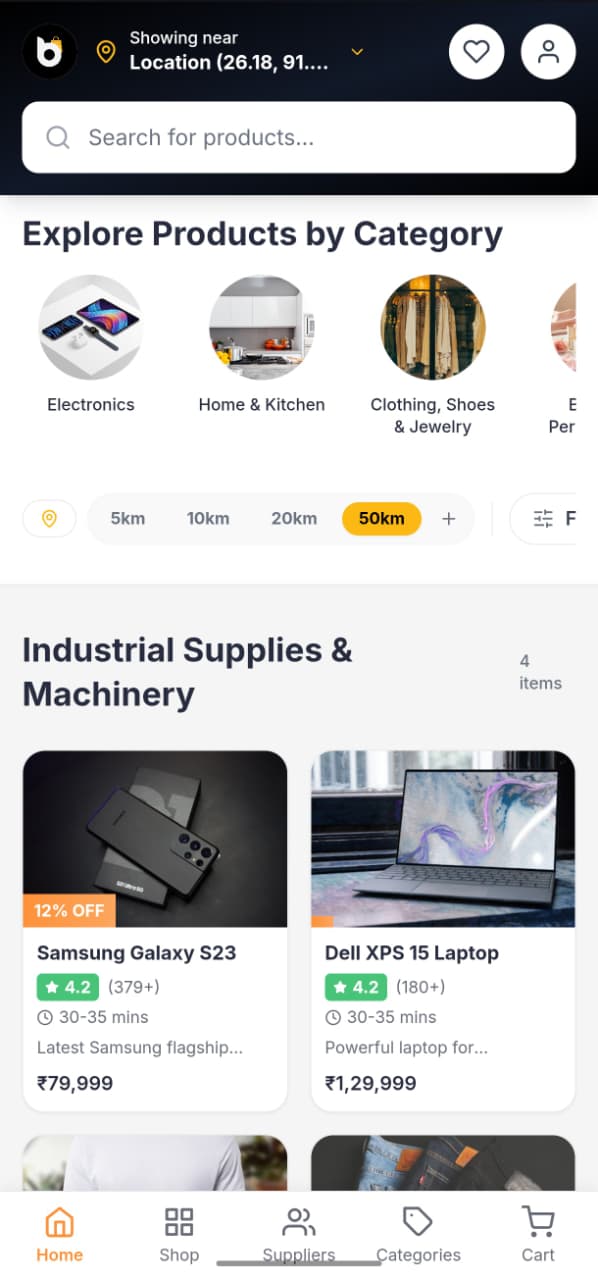 b
Showing near
Location (26.18, 91....
Search for products...
Explore Products by Category
Electronics
Home & Kitchen
Clothing, Shoes
& Jewelry
E
Per
5km
10km
20km
50km
+
F
Industrial Supplies &
Machinery
4
items
12% OFF
Samsung Galaxy S23
4.2
(379+)
30-35 mins
Latest Samsung flagship...
₹79,999
Dell XPS 15 Laptop
4.2
(180+)
30-35 mins
Powerful laptop for...
₹1,29,999
Home
Shop
Suppliers
Categories
Cart